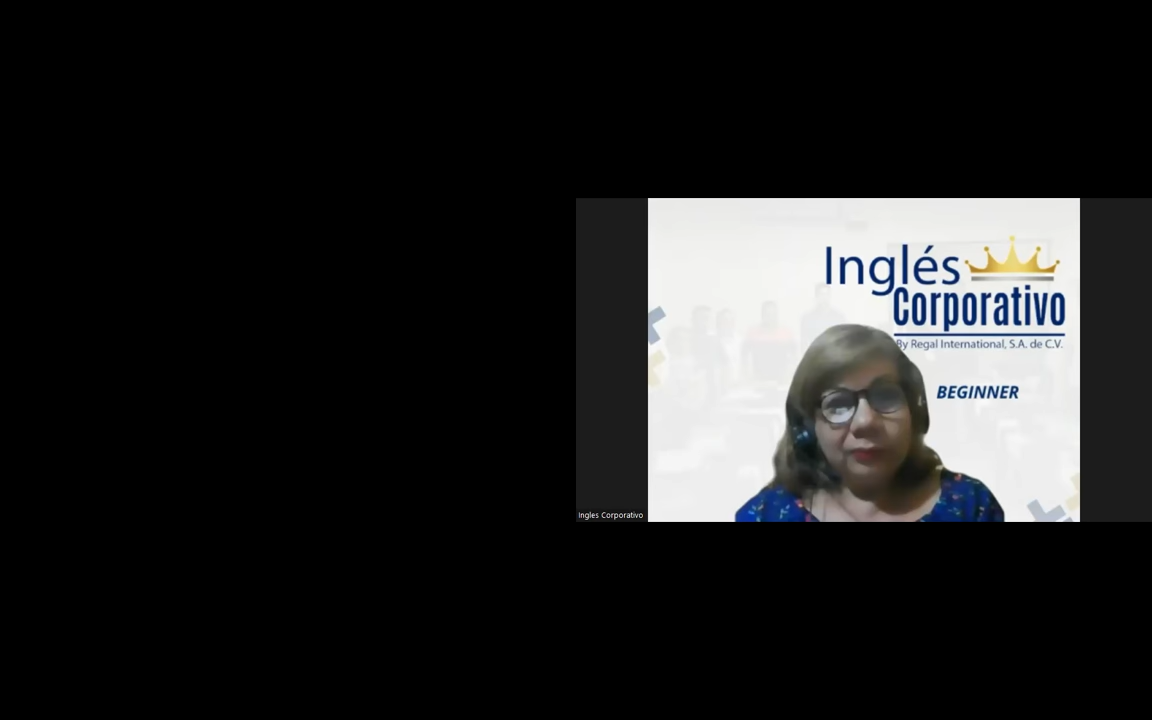 Inglés
Corporativo
By Regal International, S.A. de C.V.
BEGINNER
Ingles Corporativo